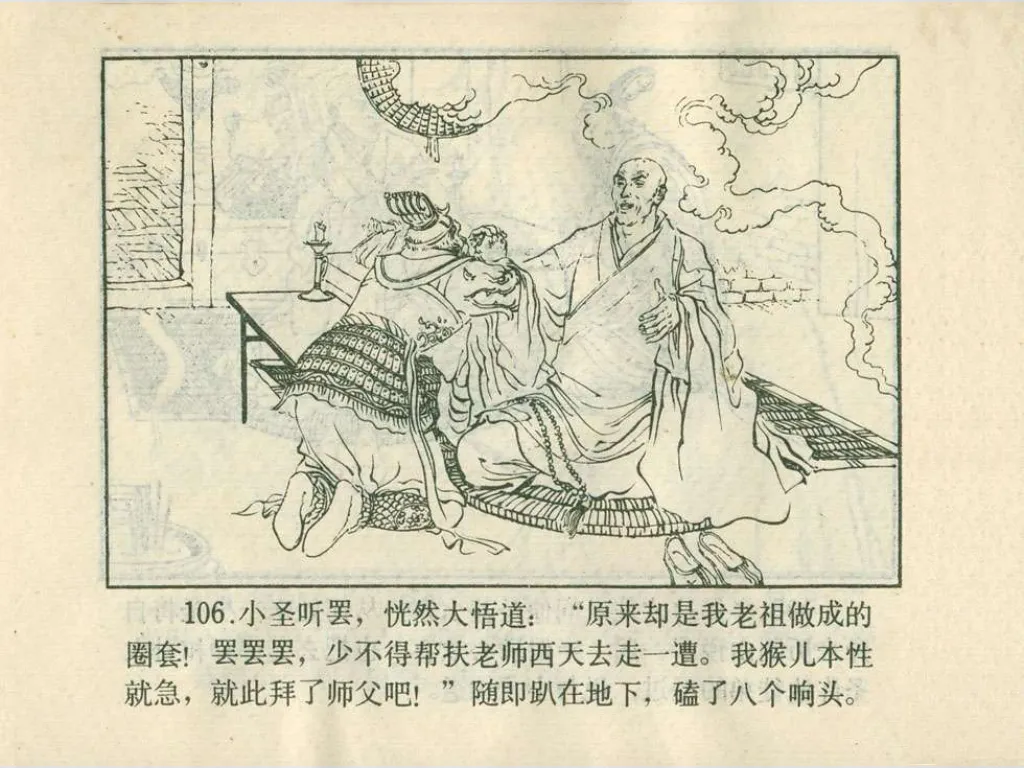 106.小圣听罢，恍然大悟道：“原来却是我老祖做成的
圈套！罢罢罢，少不得帮扶老师西天去走一遭。我猴儿本性
就急，就此拜了师父吧！”随即趴在地下，磕了八个响头。